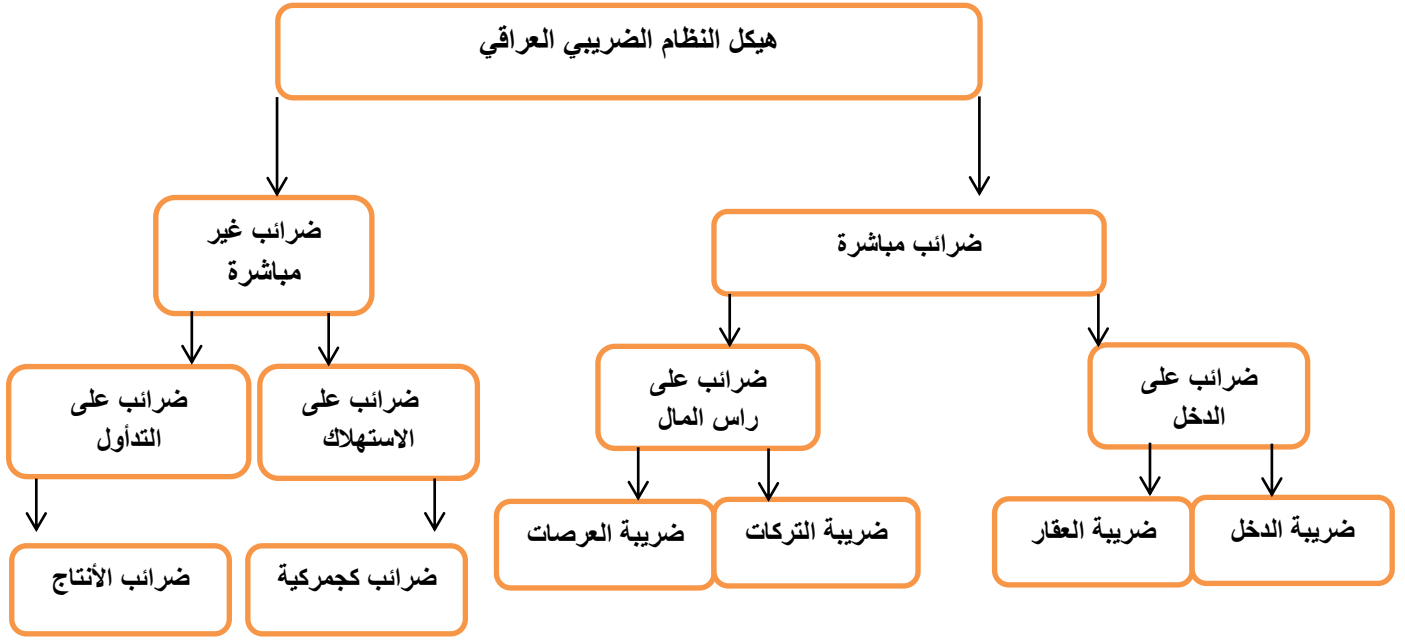 هيكل النظام الضريبي العراقي
ضرائب مباشرة
ضرائب غير
مباشرة
ضرائب على
الدخل
ضرائب على
راس المال
ضرائب على
الاستهلاك
ضرائب على
التدأول
ضريبة الدخل
ضريبة العقار
ضريبة التركات
ضريبة العرصات
ضرائب كجمركية
ضرائب الأنتاج